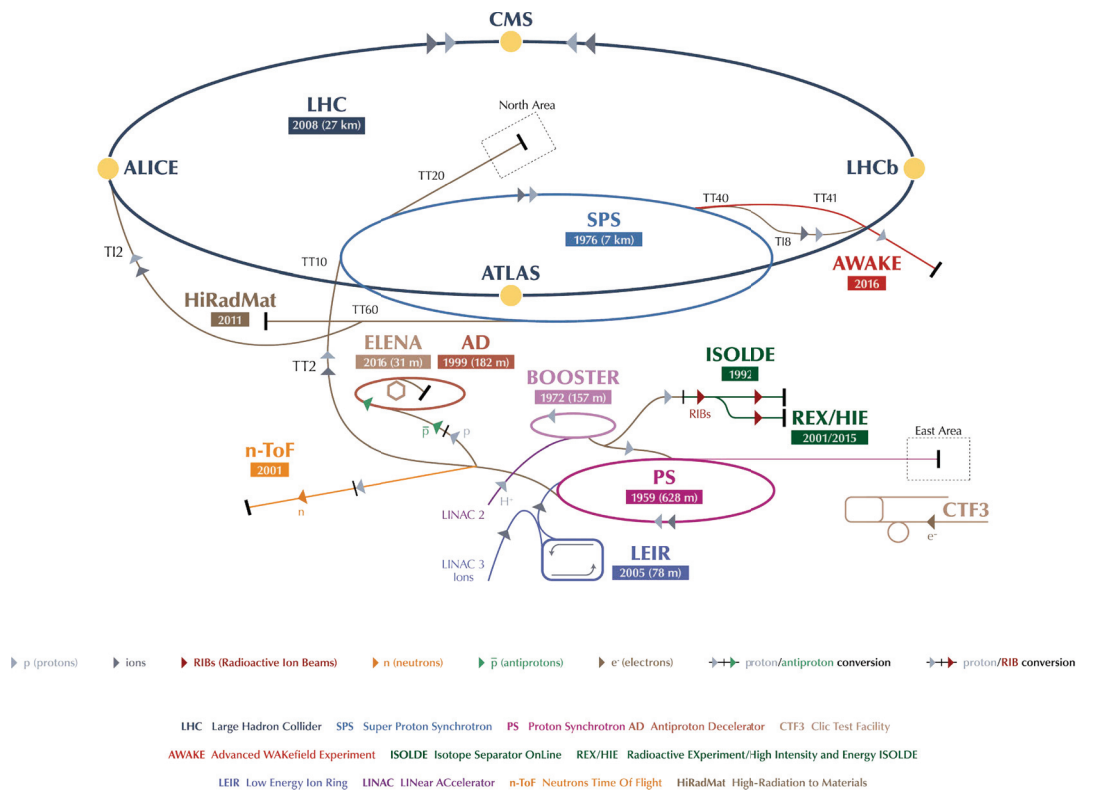 CMS
LHC
2008 (27 km)
North Area
ALICE
LHCb
TT20
TT40
TT41
SPS
1976 (7 km)
TI8
TI2
TT10
ATLAS
AWAKE
2016
HiRadMat
2011
TT60
ELENA
2016 (31 m)
AD
1999 (182 m)
TT2
ISOLDE
1992
BOOSTER
1972 (157 m)
RIBs
REX/HIE
2001/2015
East Area
p̅
p
n-ToF
2001
n
PS
1959 (628 m)
H-
LINAC 2
CTF3
e-
LEIR
2005 (78 m)
LINAC 3
Ions
p (protons) ions RIBs (Radioactive Ion Beams) n (neutrons) p̅ (antiprotons) e- (electrons) proton/antiproton conversion proton/RIB conversion
LHC Large Hadron Collider SPS Super Proton Synchrotron PS Proton Synchrotron AD Antiproton Decelerator CTF3 Clic Test Facility
AWAKE Advanced WAKefield Experiment ISOLDE Isotope Separator OnLine REX/HIE Radioactive EXperiment/High Intensity and Energy ISOLDE
LEIR Low Energy Ion Ring LINAC LINear ACcelerator n-ToF Neutrons Time Of Flight HiRadMat High-Radiation to Materials